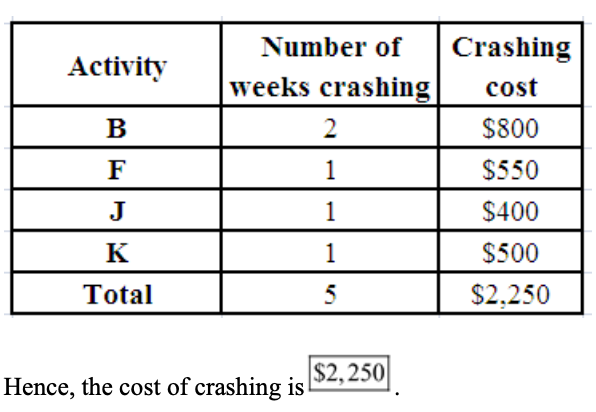 Activity Number of weeks crashing Crashing cost
B 2 $800
F 1 $550
J 1 $400
K 1 $500
Total 5 $2,250
Hence, the cost of crashing is $2,250.